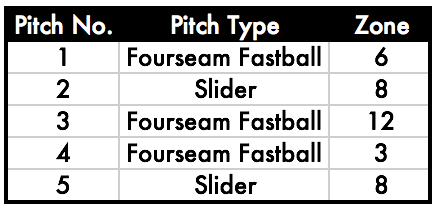 Pitch No. Pitch Type Zone
1 Fourseam Fastball 6
2 Slider 8
3 Fourseam Fastball 12
4 Fourseam Fastball 3
5 Slider 8